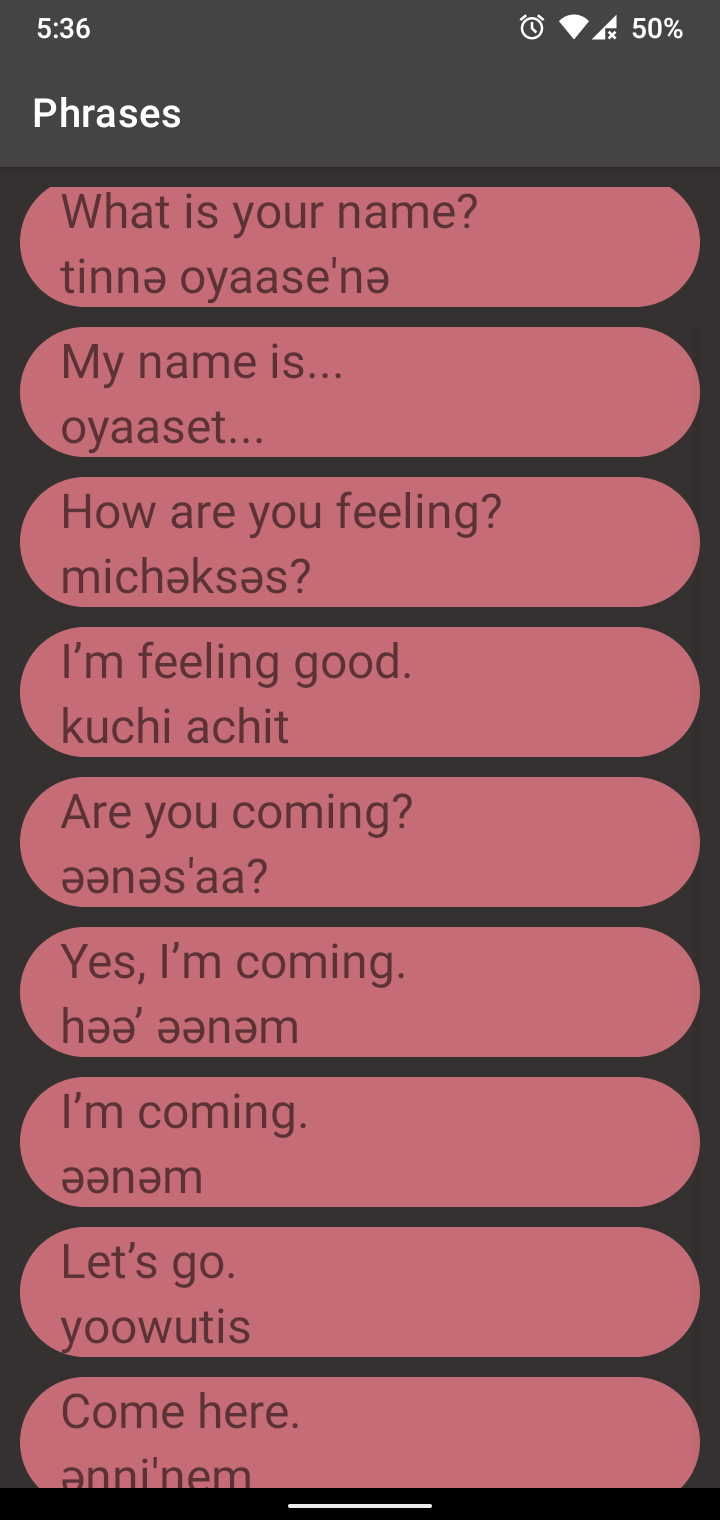 5:36
50%
Phrases
What is your name?
tinnə oyaase'nə
My name is...
oyaaset...
How are you feeling?
michəksəs?
I’m feeling good.
kuchi achit
Are you coming?
əənəs'aa?
Yes, I’m coming.
həə’ əənəm
I’m coming.
əənəm
Let’s go.
yoowutis
Come here.
ənni'nem